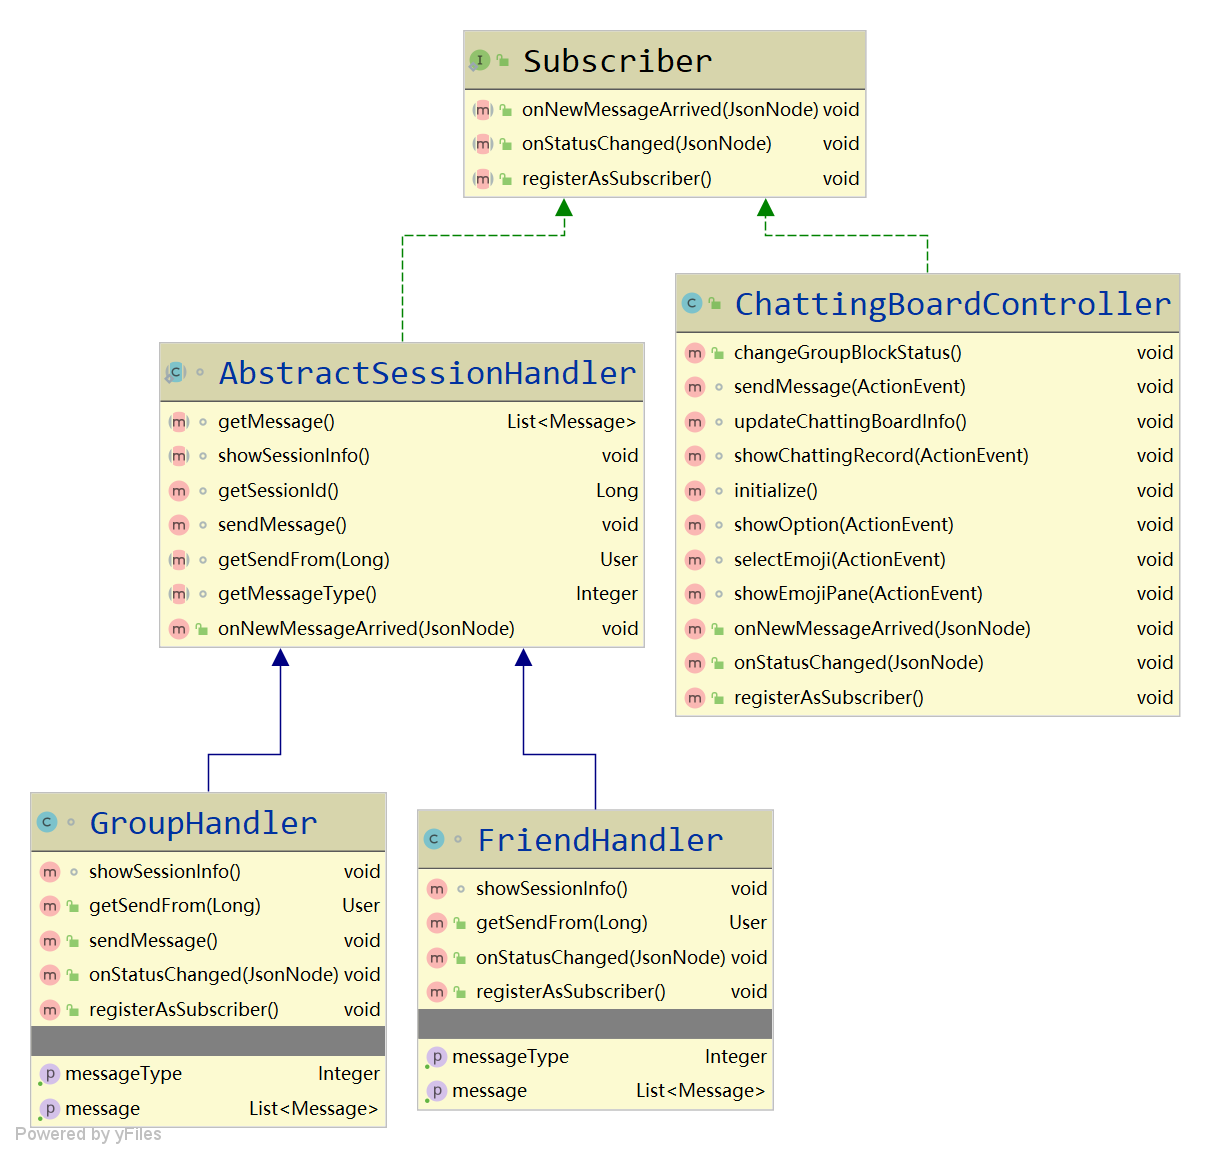 Subscriber
onNewMessageArrived(JsonNode) void
onStatusChanged(JsonNode) void
registerAsSubscriber() void
ChattingBoardController
changeGroupBlockStatus() void
sendMessage(ActionEvent) void
updateChattingBoardInfo() void
showChattingRecord(ActionEvent) void
initialize() void
showOption(ActionEvent) void
selectEmoji(ActionEvent) void
showEmojiPane(ActionEvent) void
onNewMessageArrived(JsonNode) void
onStatusChanged(JsonNode) void
registerAsSubscriber() void
AbstractSessionHandler
getMessage() List<Message>
showSessionInfo() void
getSessionId() Long
sendMessage() void
getSendFrom(Long) User
getMessageType() Integer
onNewMessageArrived(JsonNode) void
GroupHandler
showSessionInfo() void
getSendFrom(Long) User
sendMessage() void
onStatusChanged(JsonNode) void
registerAsSubscriber() void
messageType Integer
message List<Message>
FriendHandler
showSessionInfo() void
getSendFrom(Long) User
onStatusChanged(JsonNode) void
registerAsSubscriber() void
messageType Integer
message List<Message>
Powered by yFiles